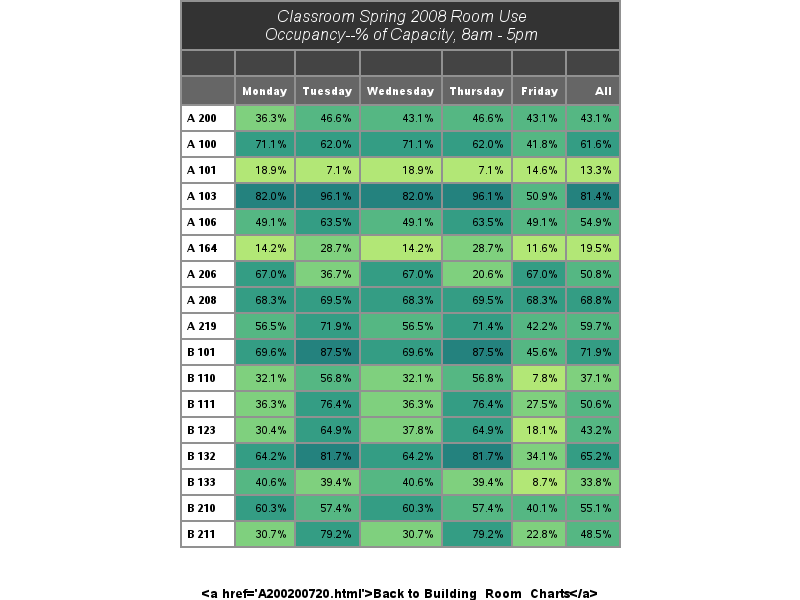 Classroom Spring 2008 Room Use
Occupancy--% of Capacity, 8am - 5pm
Monday Tuesday Wednesday Thursday Friday All
A 200 36.3% 46.6% 43.1% 46.6% 43.1% 43.1%
A 100 71.1% 62.0% 71.1% 62.0% 41.8% 61.6%
A 101 18.9% 7.1% 18.9% 7.1% 14.6% 13.3%
A 103 82.0% 96.1% 82.0% 96.1% 50.9% 81.4%
A 106 49.1% 63.5% 49.1% 63.5% 49.1% 54.9%
A 164 14.2% 28.7% 14.2% 28.7% 11.6% 19.5%
A 206 67.0% 36.7% 67.0% 20.6% 67.0% 50.8%
A 208 68.3% 69.5% 68.3% 69.5% 68.3% 68.8%
A 219 56.5% 71.9% 56.5% 71.4% 42.2% 59.7%
B 101 69.6% 87.5% 69.6% 87.5% 45.6% 71.9%
B 110 32.1% 56.8% 32.1% 56.8% 7.8% 37.1%
B 111 36.3% 76.4% 36.3% 76.4% 27.5% 50.6%
B 123 30.4% 64.9% 37.8% 64.9% 18.1% 43.2%
B 132 64.2% 81.7% 64.2% 81.7% 34.1% 65.2%
B 133 40.6% 39.4% 40.6% 39.4% 8.7% 33.8%
B 210 60.3% 57.4% 60.3% 57.4% 40.1% 55.1%
B 211 30.7% 79.2% 30.7% 79.2% 22.8% 48.5%
<a href='A200200720.html'>Back to Building_Room_Charts</a>